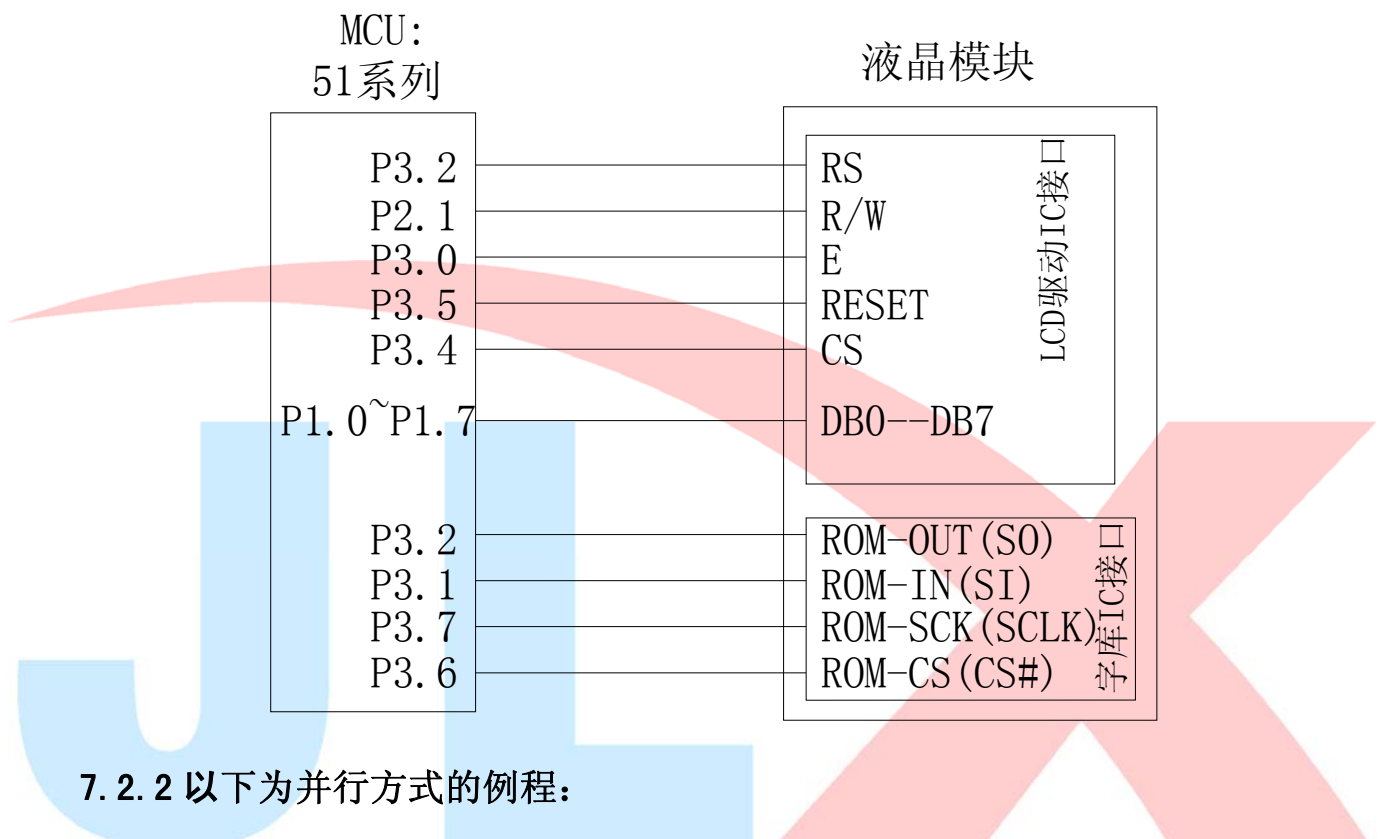 MCU:
51系列
液晶模块
P3.2
P2.1
P3.0
P3.5
P3.4
P1.0~P1.7
RS
R/W
E
RESET
CS
DB0--DB7
LCD驱动IC接口
P3.2
P3.1
P3.7
P3.6
ROM-OUT(SO)
ROM-IN(SI)
ROM-SCK(SCLK)
ROM-CS(CS#)
字库IC接口
7.2.2 以下为并行方式的例程:
JLX